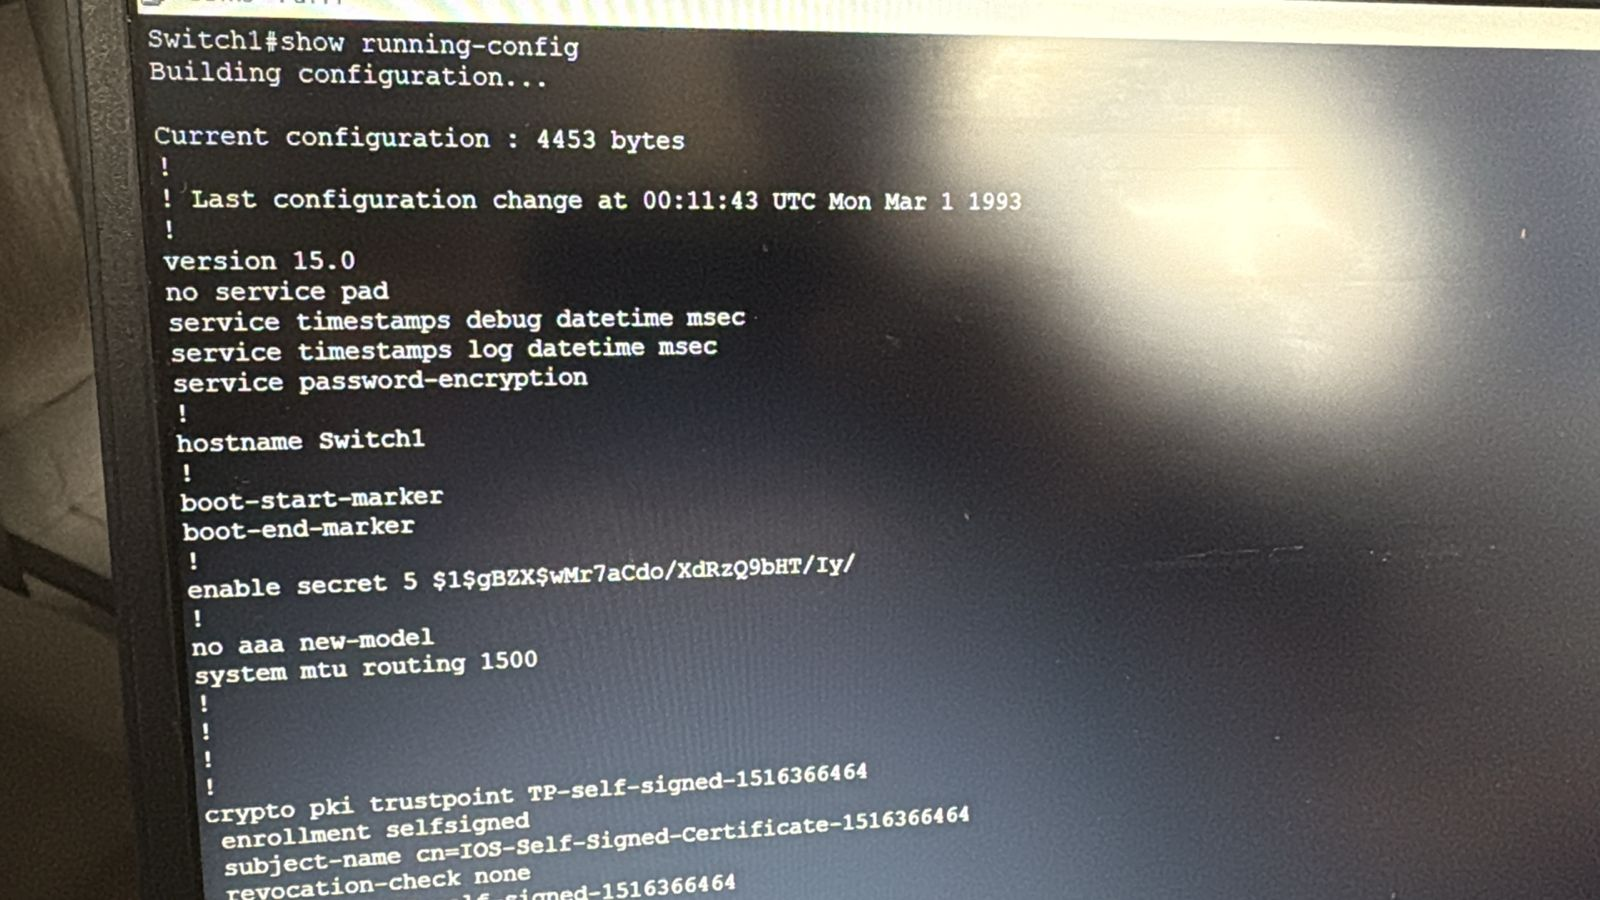 Switch1#show running-config
Building configuration...
Current configuration : 4453 bytes
!
! Last configuration change at 00:11:43 UTC Mon Mar 1 1993
!
version 15.0
no service pad
service timestamps debug datetime msec
service timestamps log datetime msec
service password-encryption
!
hostname Switch1
!
boot-start-marker
boot-end-marker
!
enable secret 5 $1$gBZX$wMr7aCdo/XdRzQ9bHT/Iy/
!
no aaa new-model
system mtu routing 1500
!
!
!
!
crypto pki trustpoint TP-self-signed-1516366464
enrollment selfsigned
subject-name cn=IOS-Self-Signed-Certificate-1516366464
revocation-check none